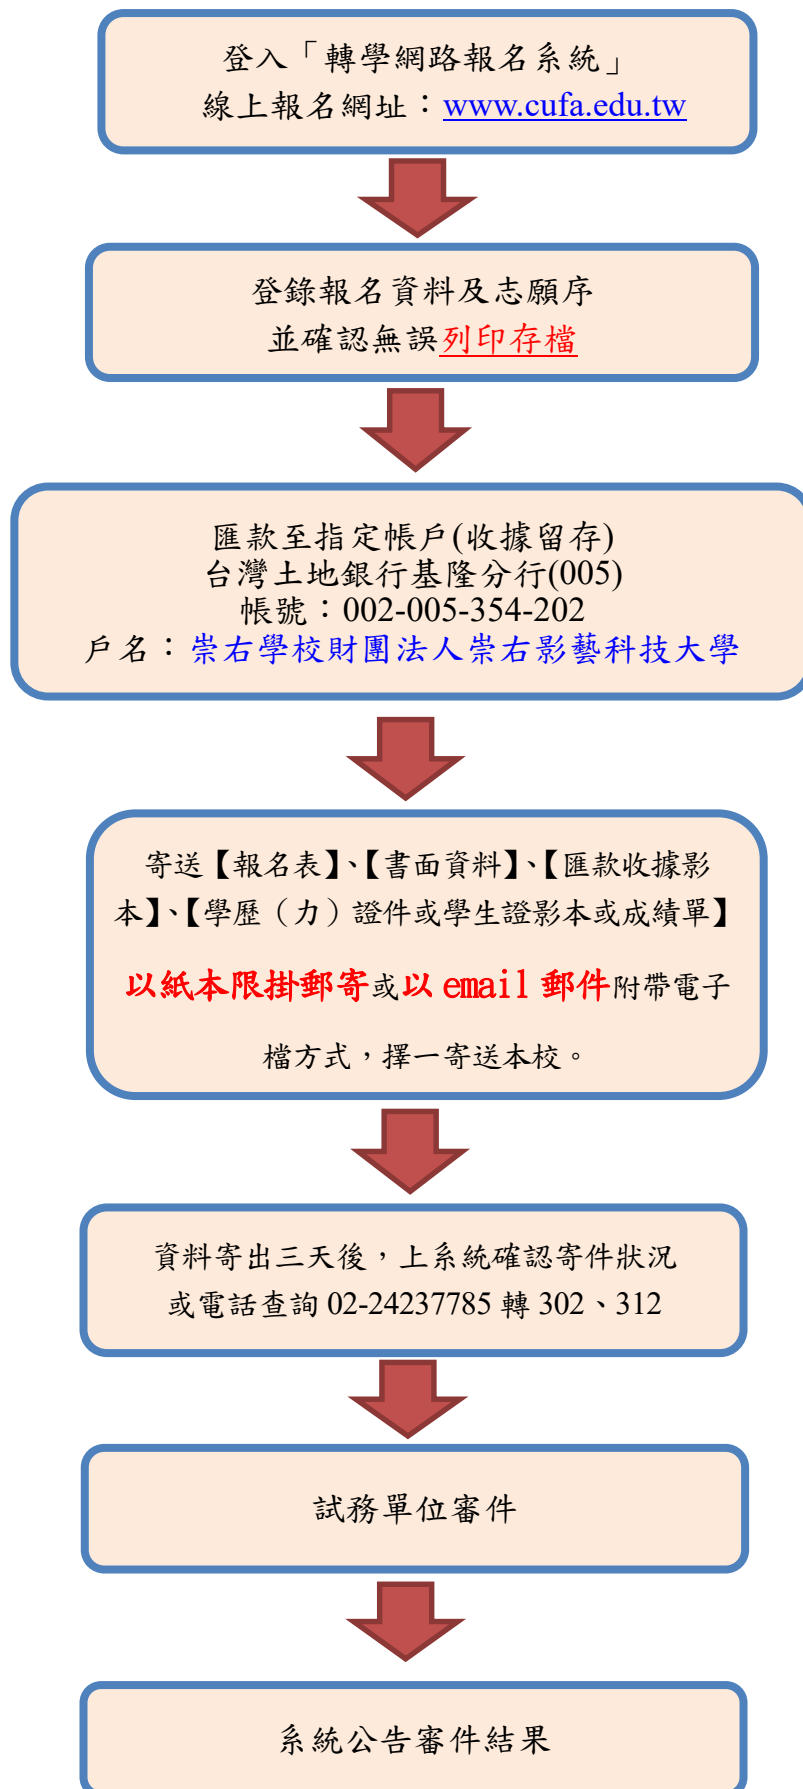 登入「轉學網路報名系統」
線上報名網址：www.cufa.edu.tw
登錄報名資料及志願序
並確認無誤列印存檔
匯款至指定帳戶(收據留存)
台灣土地銀行基隆分行(005)
帳號：002-005-354-202
戶名：崇右學校財團法人崇右影藝科技大學
寄送【報名表】、【書面資料】、【匯款收據影
本】、【學歷（力）證件或學生證影本或成績單】
以紙本限掛郵寄或以 email 郵件附帶電子
檔方式，擇一寄送本校。
資料寄出三天後，上系統確認寄件狀況
或電話查詢 02-24237785 轉 302、312
試務單位審件
系統公告審件結果